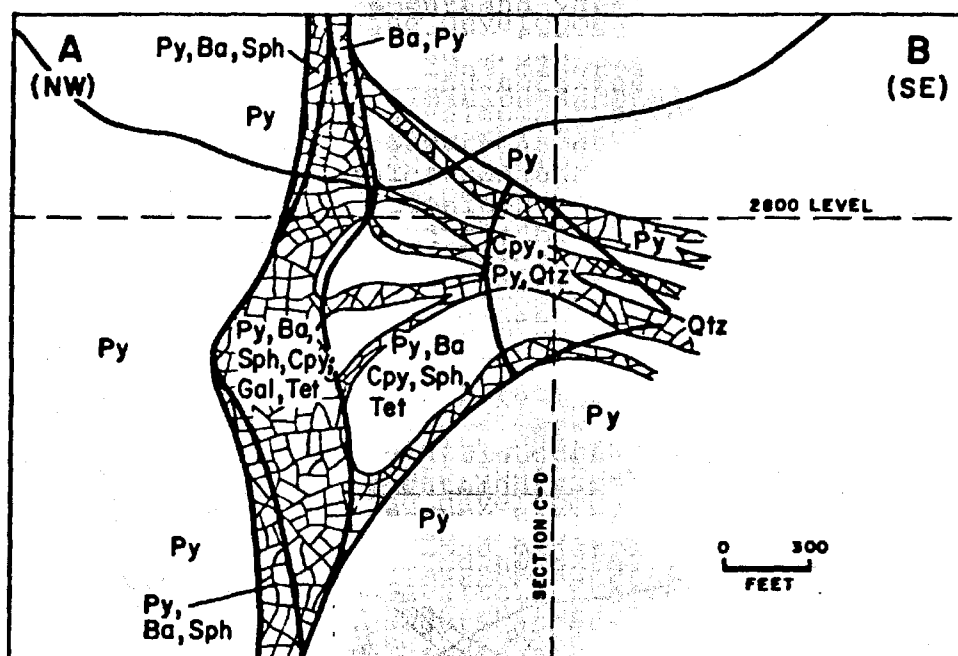 A
(NW)
Py, Ba, Sph
Ba, Py
B
(SE)
Py
Py
2800 LEVEL
Py
Cpy,
Py, Qtz
Qtz
Py
Py, Ba,
Sph, Cpy,
Gal, Tet
Py, Ba
Cpy, Sph,
Tet
Py
Py
Py
Py,
Ba, Sph
SECTION C-D
0 300
FEET